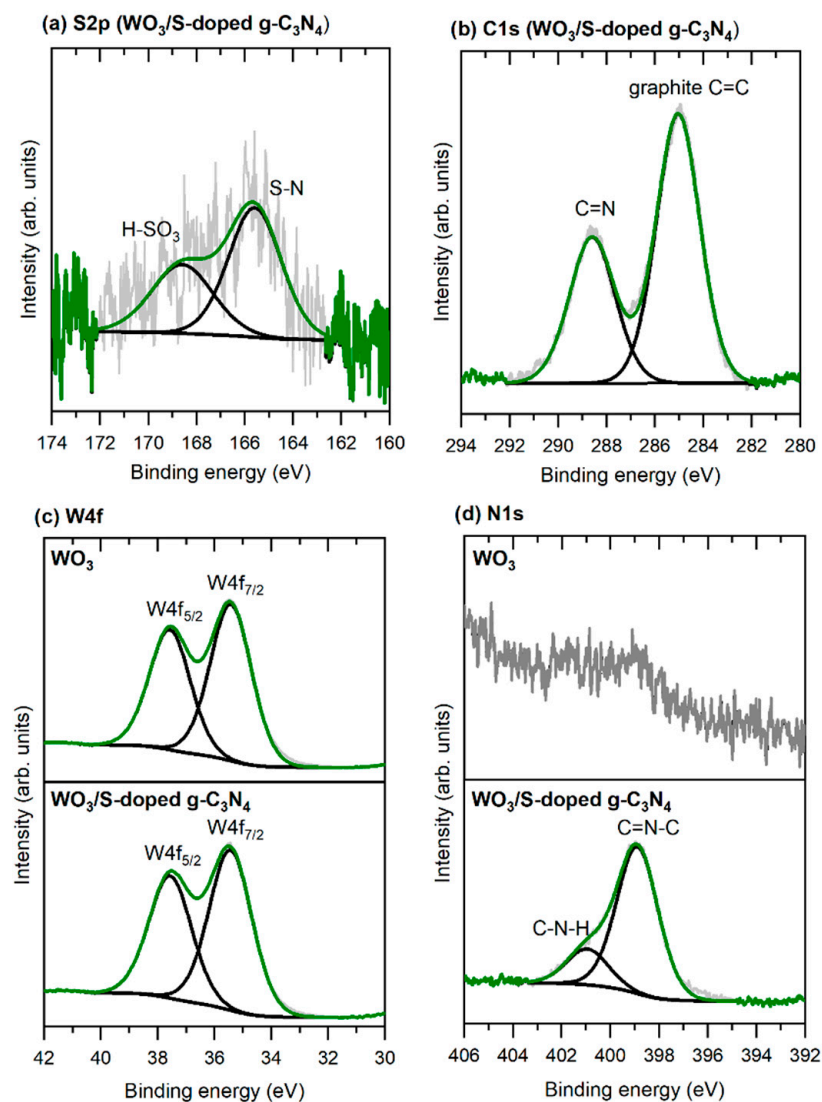 (a) S2p (WO₃/S-doped g-C₃N₄)
Intensity (arb. units)
H-SO₃
S-N
174 172 170 168 166 164 162 160
Binding energy (eV)
(b) C1s (WO₃/S-doped g-C₃N₄)
Intensity (arb. units)
graphite C=C
C=N
294 292 290 288 286 284 282 280
Binding energy (eV)
(c) W4f
WO₃
W4f₅/₂
W4f₇/₂
Intensity (arb. units)
WO₃/S-doped g-C₃N₄
W4f₅/₂
W4f₇/₂
42 40 38 36 34 32 30
Binding energy (eV)
(d) N1s
WO₃
Intensity (arb. units)
WO₃/S-doped g-C₃N₄
C=N-C
C-N-H
406 404 402 400 398 396 394 392
Binding energy (eV)